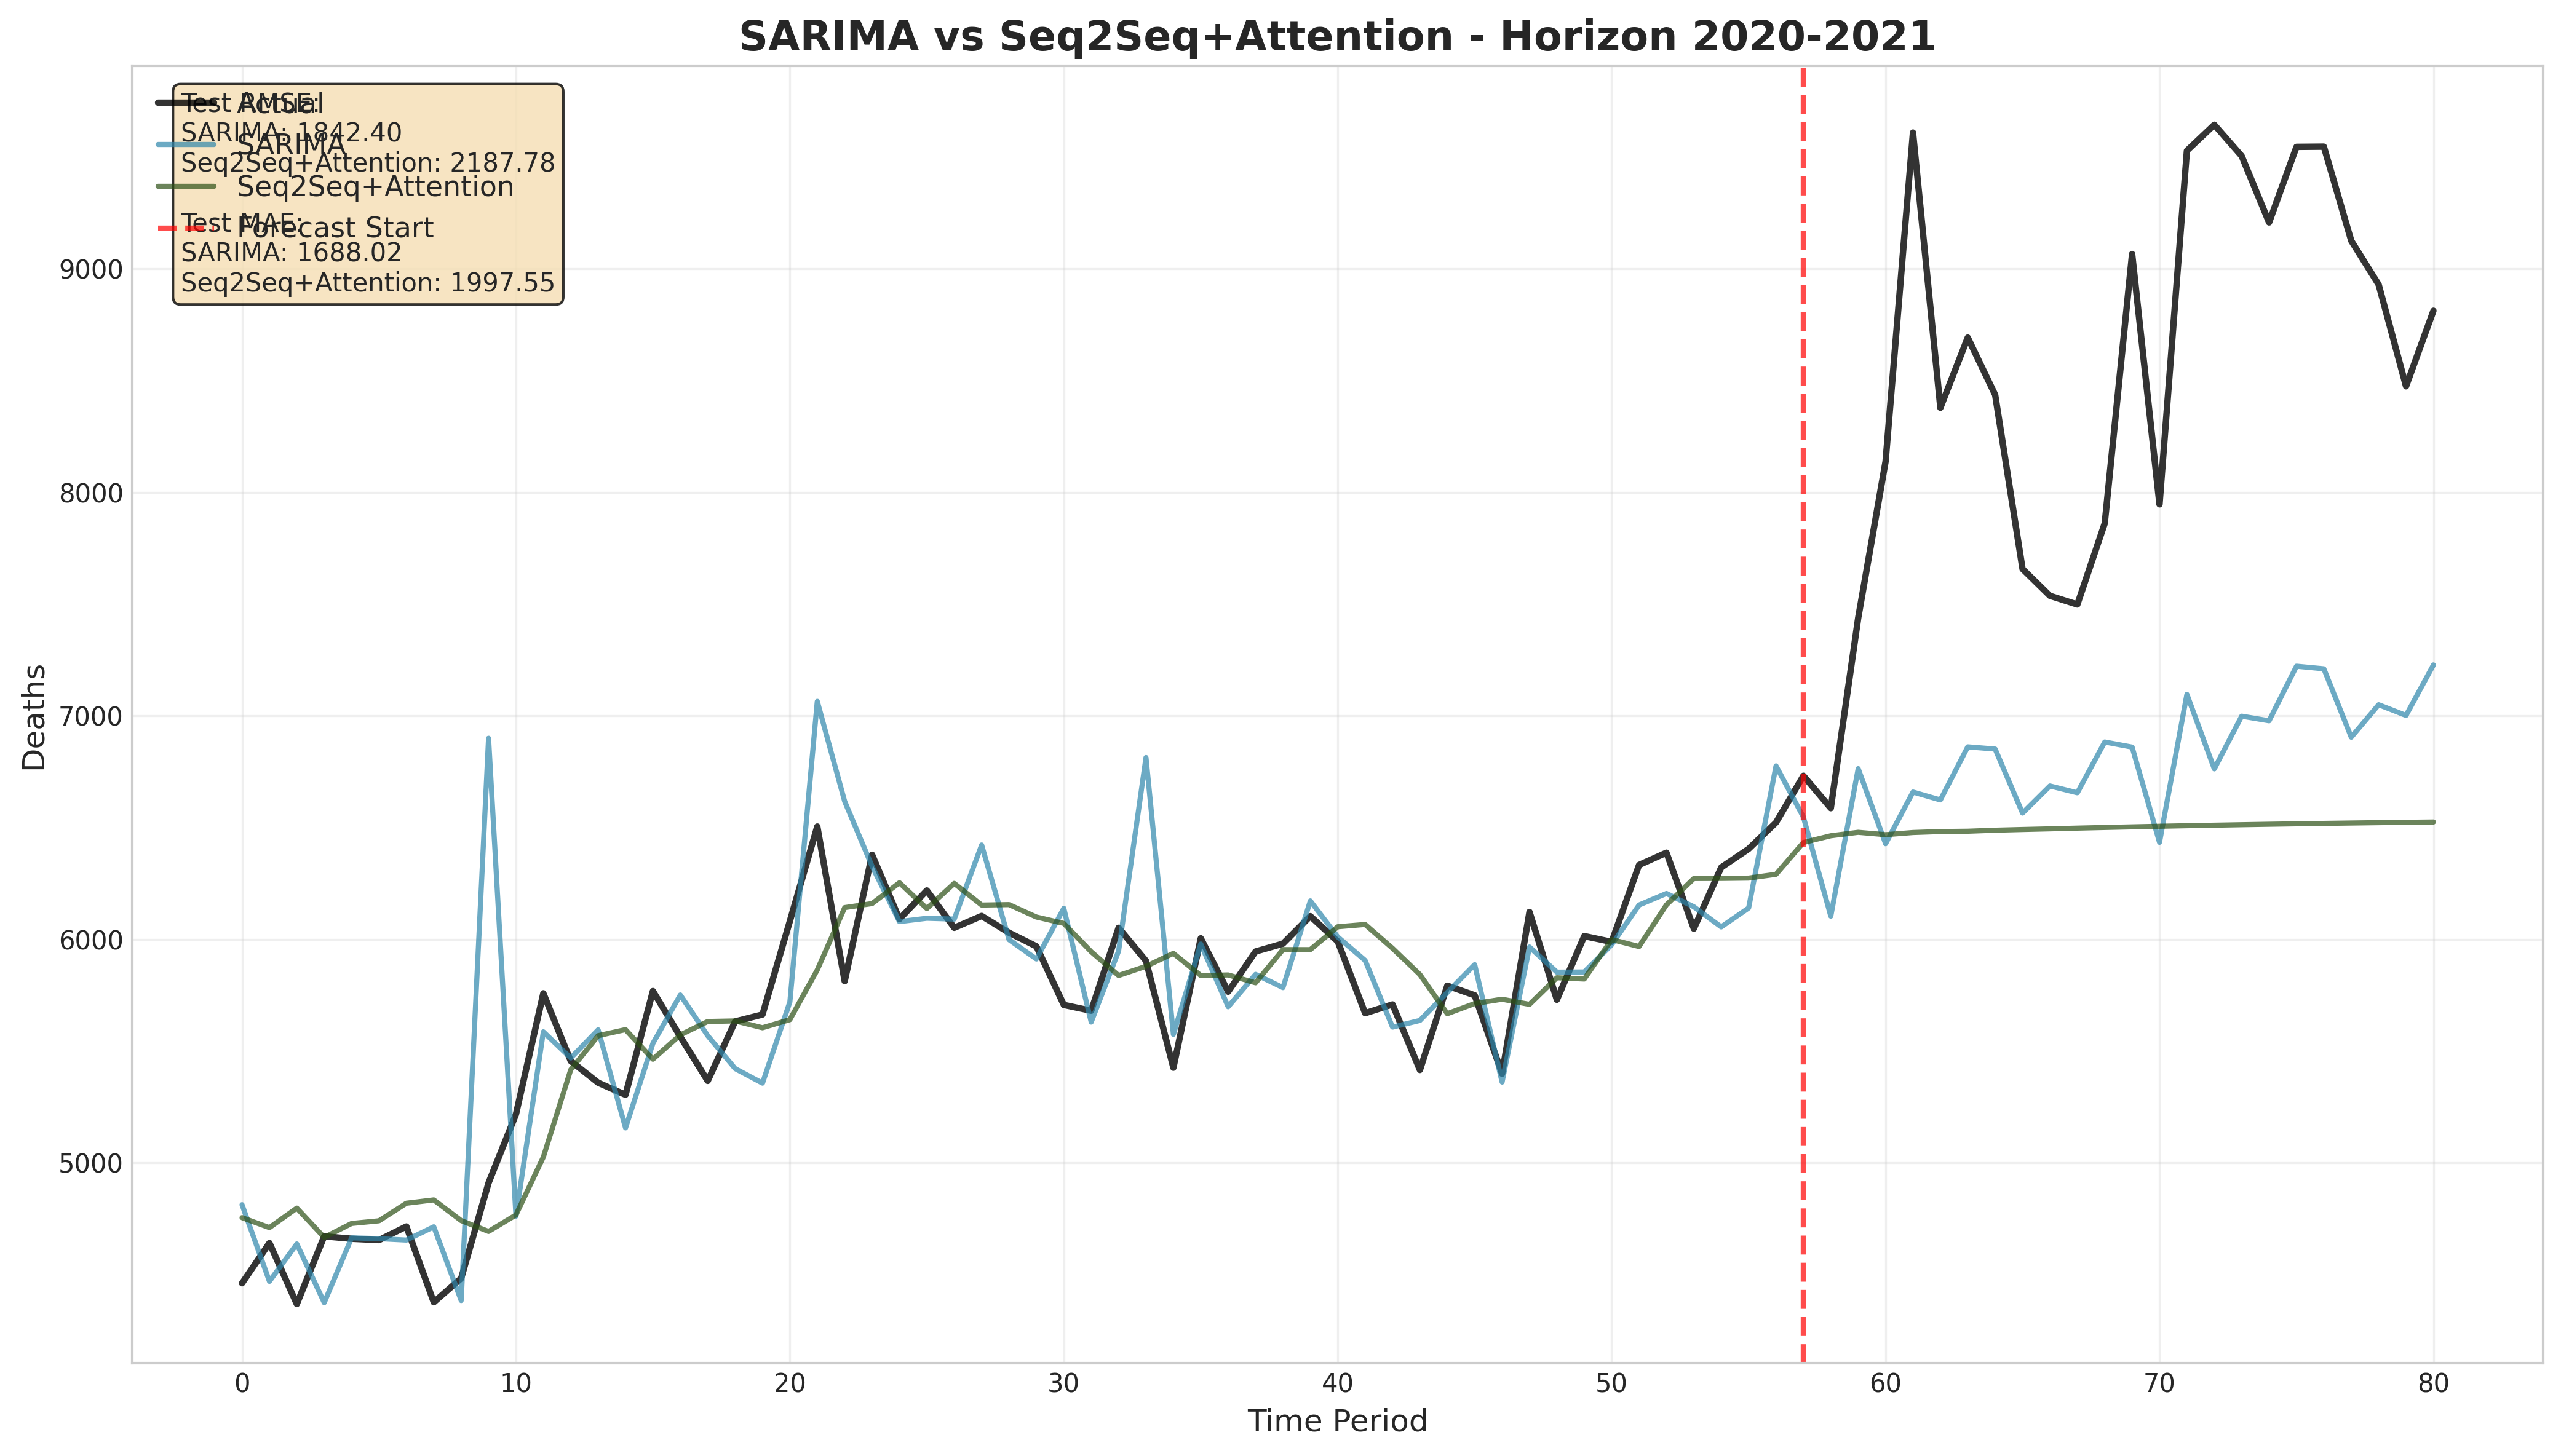 SARIMA vs Seq2Seq+Attention - Horizon 2020-2021
Test RMSE:
SARIMA: 1842.40
Seq2Seq+Attention: 2187.78
Test MAE:
SARIMA: 1688.02
Seq2Seq+Attention: 1997.55
Actual
SARIMA
Seq2Seq+Attention
Forecast Start
Deaths
9000
8000
7000
6000
5000
0 10 20 30 40 50 60 70 80
Time Period